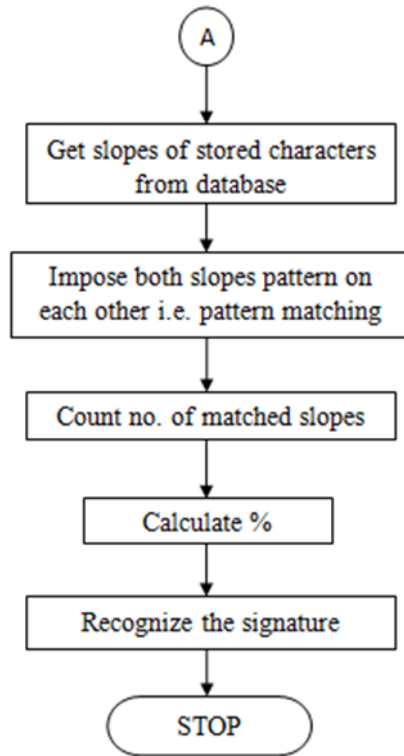 A
Get slopes of stored characters
from database
Impose both slopes pattern on
each other i.e. pattern matching
Count no. of matched slopes
Calculate %
Recognize the signature
STOP